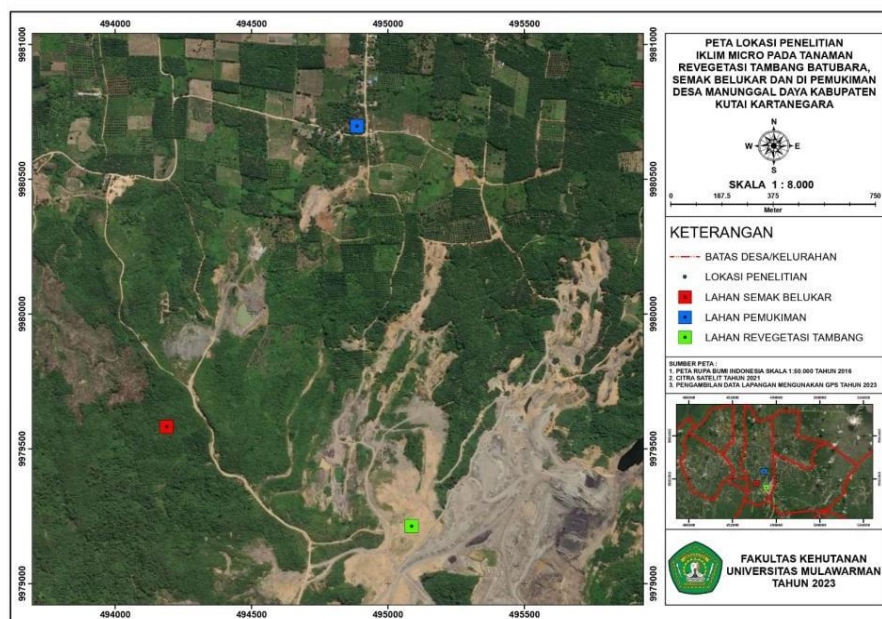 494000
494500
495000
495500
9981000
9980500
9980000
9979500
9979000
9981000
9980500
9980000
9979500
9979000
494000
494500
495000
495500
PETA LOKASI PENELITIAN
IKLIM MICRO PADA TANAMAN
REVEGETASI TAMBANG BATUBARA,
SEMAK BELUKAR DAN DI PEMUKIMAN
DESA MANUNGGAL DAYA KABUPATEN
KUTAI KARTANEGARA
N
W E
S
SKALA 1 : 8.000
0 187.5 375 750
Meter
KETERANGAN
BATAS DESA/KELURAHAN
LOKASI PENELITIAN
LAHAN SEMAK BELUKAR
LAHAN PEMUKIMAN
LAHAN REVEGETASI TAMBANG
SUMBER PETA :
1. PETA RUPA BUMI INDONESIA SKALA 1:50.000 TAHUN 2016
2. CITRA SATELIT TAHUN 2021
3. PENGAMBILAN DATA LAPANGAN MENGUNAKAN GPS TAHUN 2023
FAKULTAS KEHUTANAN
UNIVERSITAS MULAWARMAN
TAHUN 2023